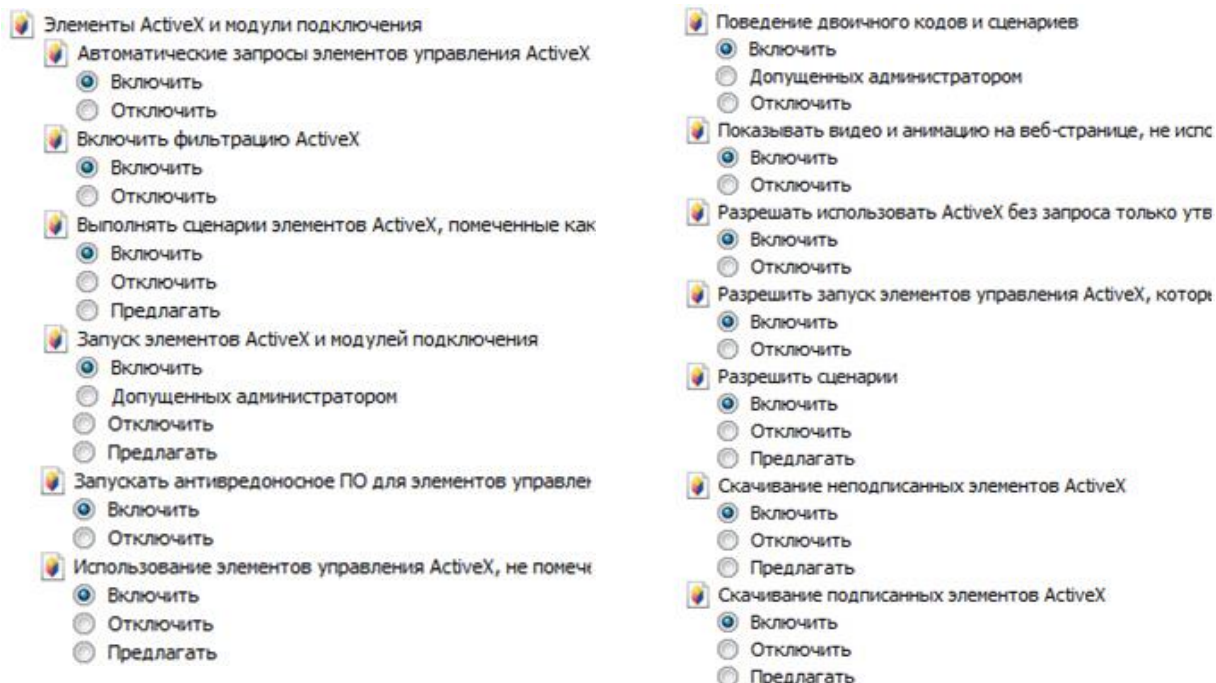 Элементы ActiveX и модули подключения
Автоматические запросы элементов управления ActiveX
Включить
Отключить
Включить фильтрацию ActiveX
Включить
Отключить
Выполнять сценарии элементов ActiveX, помеченные как
Включить
Отключить
Предлагать
Запуск элементов ActiveX и модулей подключения
Включить
Допущенных администратором
Отключить
Предлагать
Запускать антивредоносное ПО для элементов управлен
Включить
Отключить
Использование элементов управления ActiveX, не помече
Включить
Отключить
Предлагать
Поведение двоичного кодов и сценариев
Включить
Допущенных администратором
Отключить
Показывать видео и анимацию на веб-странице, не испо
Включить
Отключить
Разрешать использовать ActiveX без запроса только утв
Включить
Отключить
Разрешить запуск элементов управления ActiveX, которы
Включить
Отключить
Разрешить сценарии
Включить
Отключить
Предлагать
Скачивание неподписанных элементов ActiveX
Включить
Отключить
Предлагать
Скачивание подписанных элементов ActiveX
Включить
Отключить
Предлагать